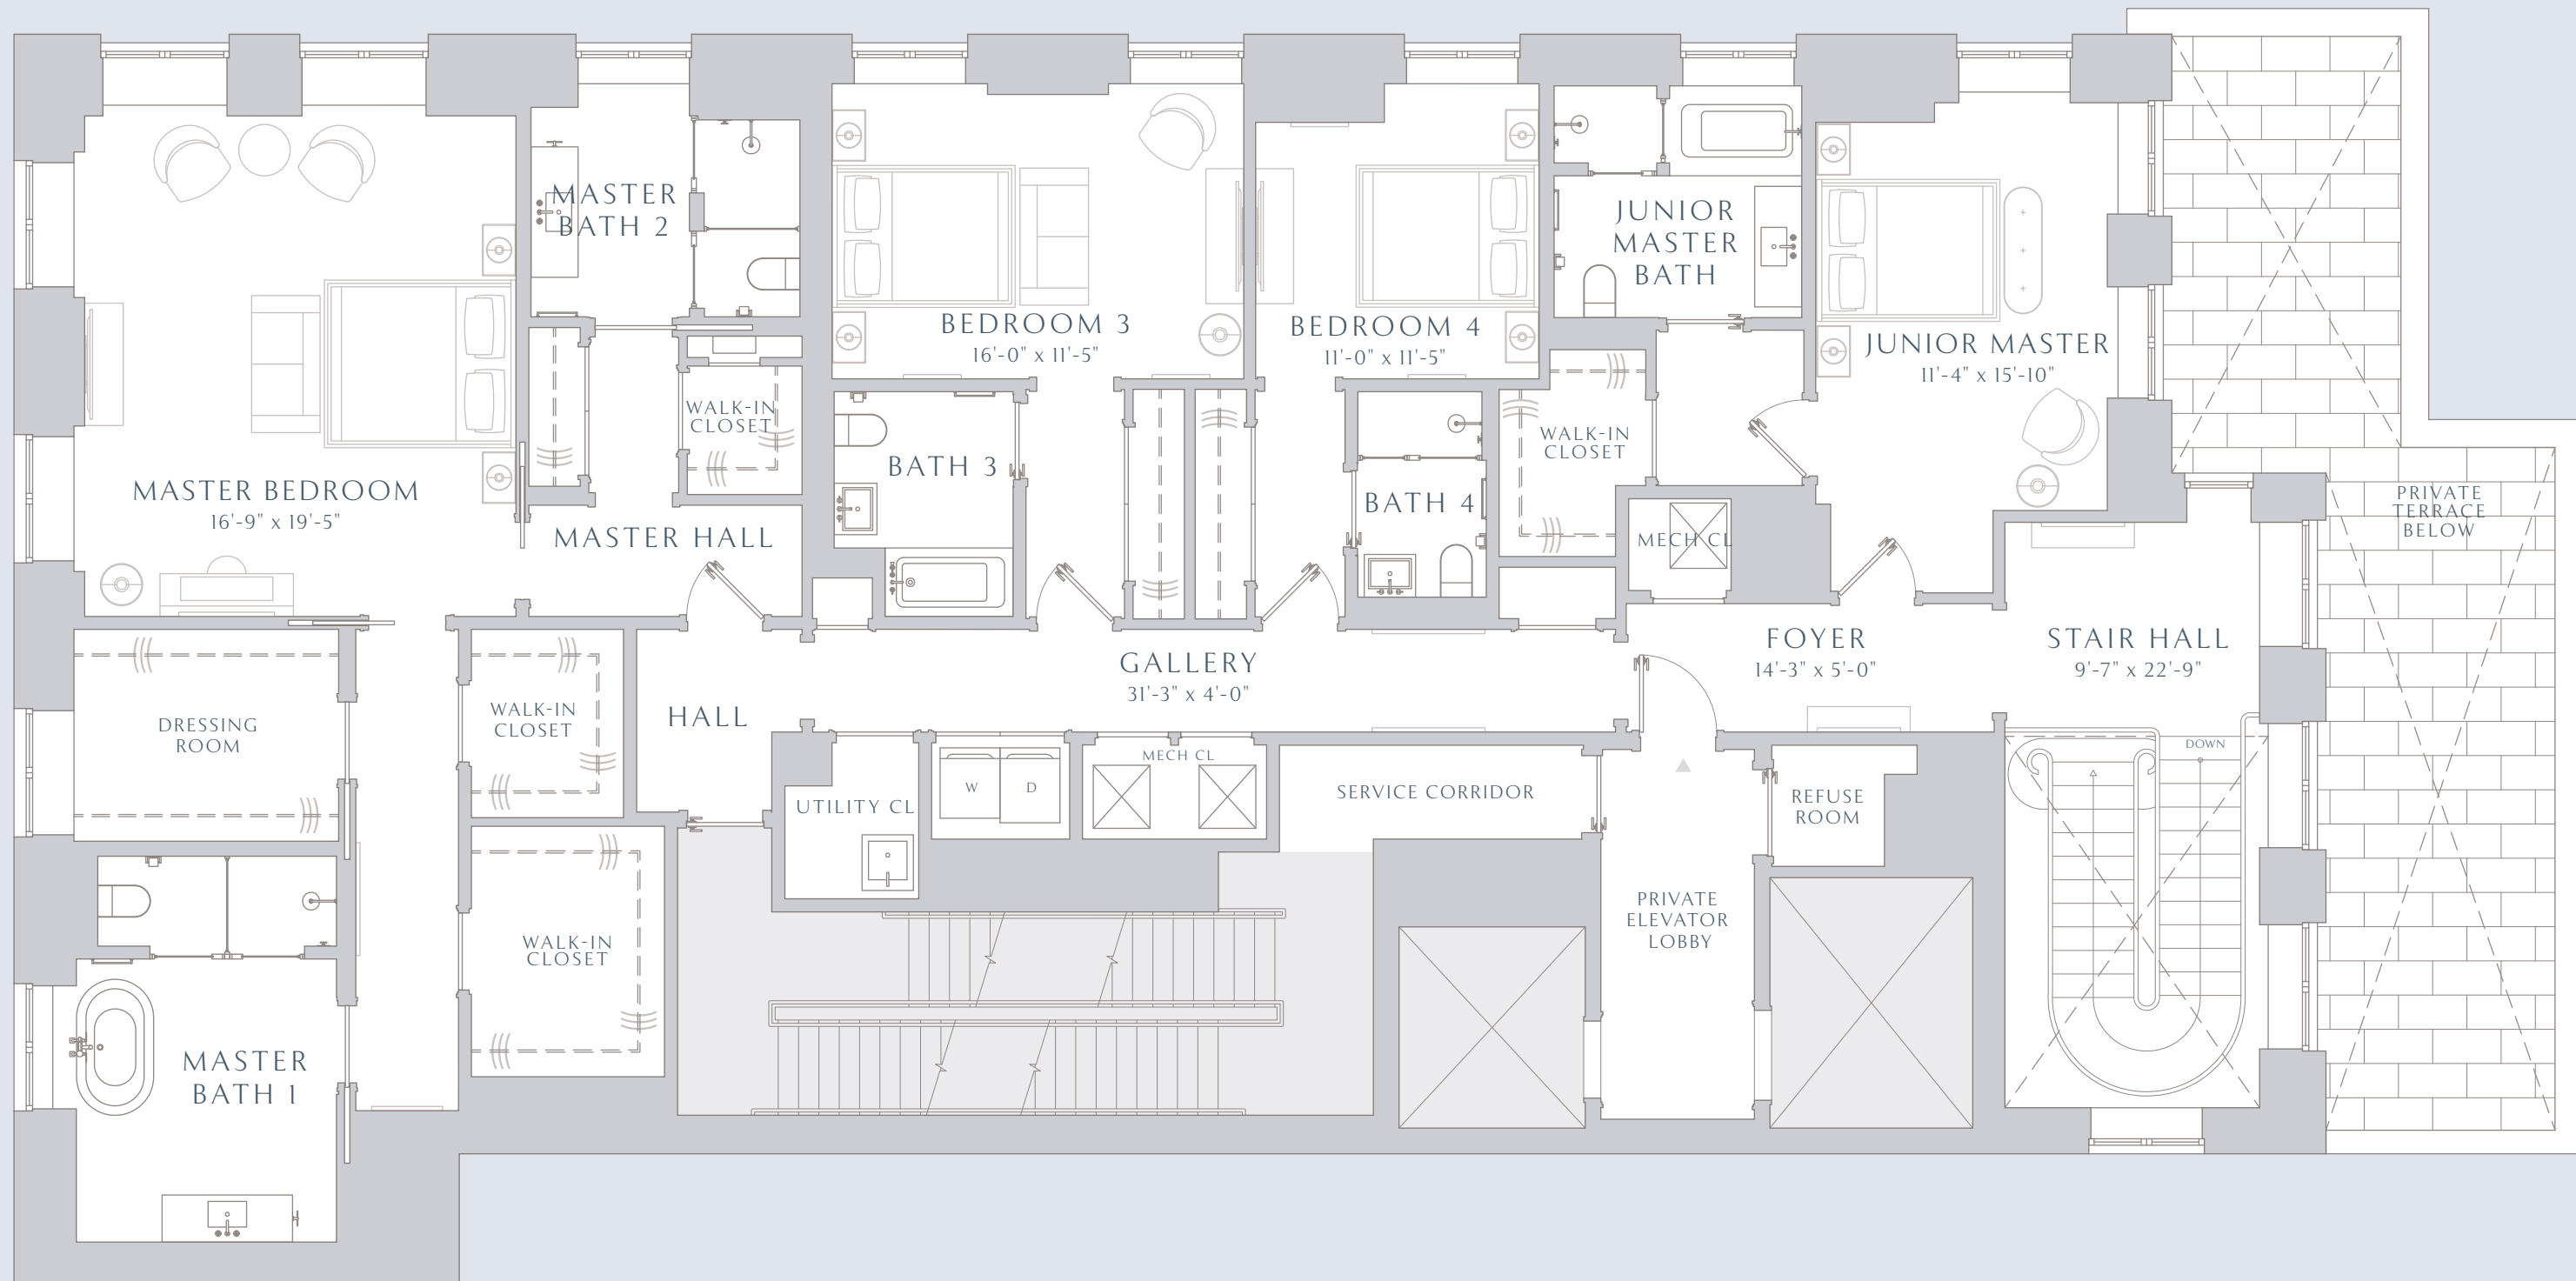 MASTER
BATH 2
BEDROOM 3
16'-0" x 11'-5"
BEDROOM 4
11'-0" x 11'-5"
JUNIOR
MASTER
BATH
JUNIOR MASTER
11'-4" x 15'-10"
WALK-IN
CLOSET
WALK-IN
CLOSET
BATH 3
BATH 4
MASTER BEDROOM
16'-9" x 19'-5"
MASTER HALL
MECH CL
PRIVATE
TERRACE
BELOW
FOYER
14'-3" x 5'-0"
STAIR HALL
9'-7" x 22'-9"
GALLERY
31'-3" x 4'-0"
HALL
DRESSING
ROOM
WALK-IN
CLOSET
DOWN
MECH CL
W
D
UTILITY CL
SERVICE CORRIDOR
REFUSE
ROOM
PRIVATE
ELEVATOR
LOBBY
WALK-IN
CLOSET
MASTER
BATH 1